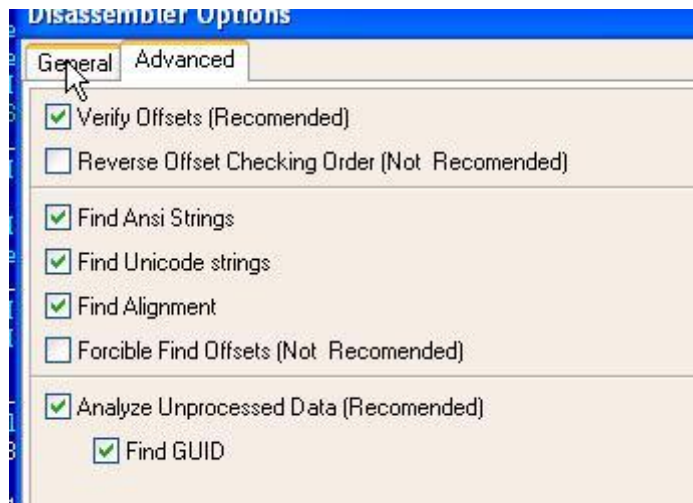 Disassembler Options
General Advanced
Verify Offsets (Recomended)
Reverse Offset Checking Order (Not Recomended)
Find Ansi Strings
Find Unicode strings
Find Alignment
Forcible Find Offsets (Not Recomended)
Analyze Unprocessed Data (Recomended)
Find GUID